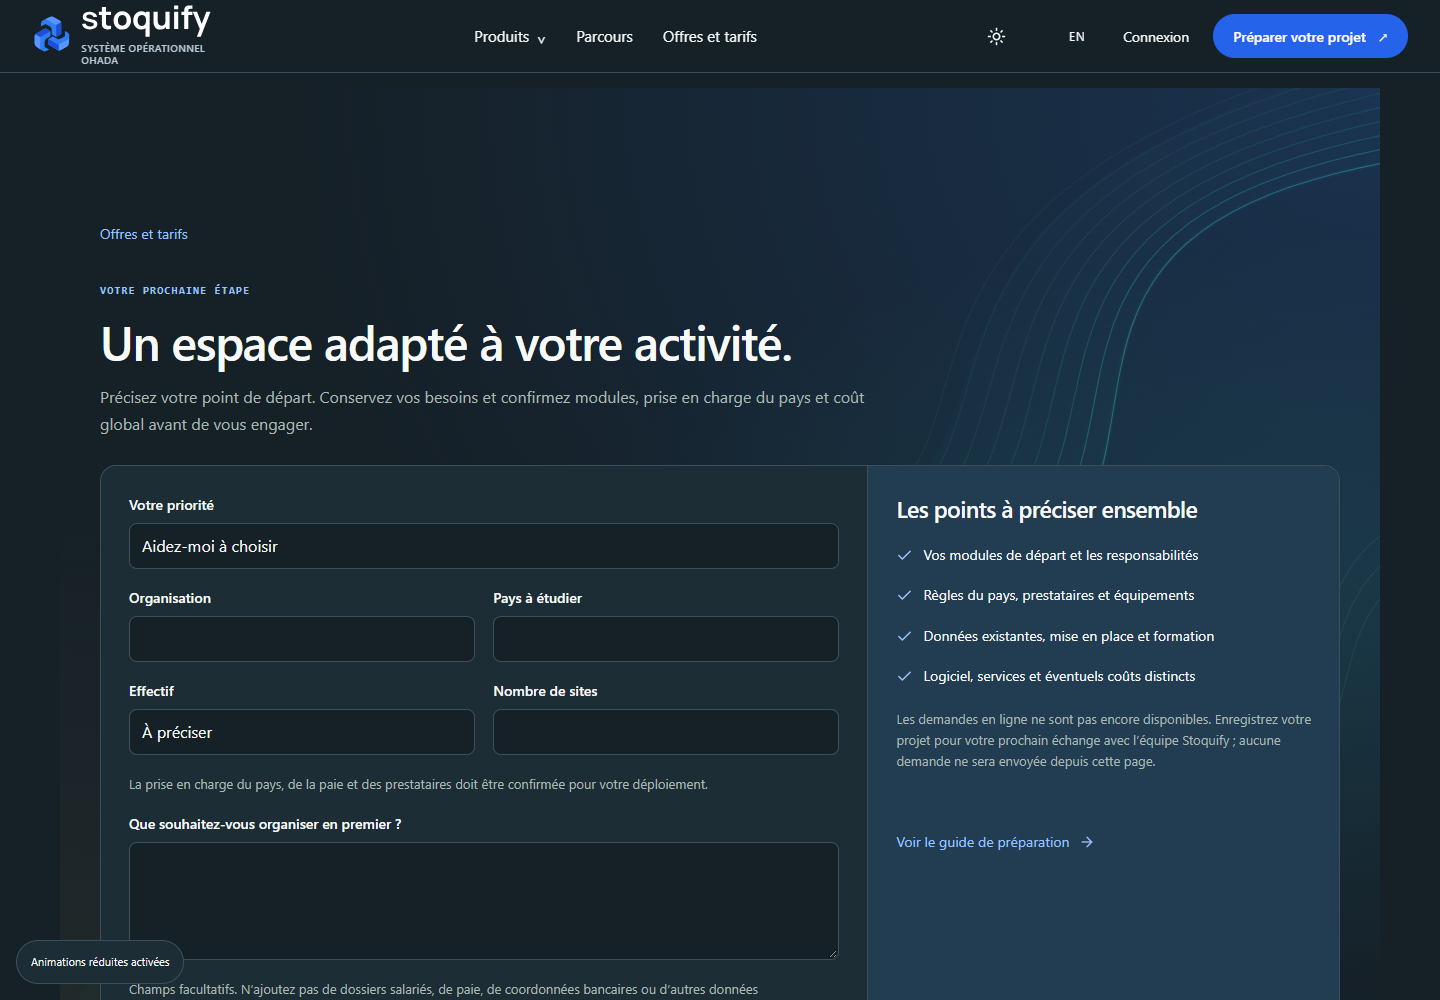 stoquify
SYSTÈME OPÉRATIONNEL
OHADA
Produits
Parcours
Offres et tarifs
EN
Connexion
Préparer votre projet
Offres et tarifs
VOTRE PROCHAINE ÉTAPE
Un espace adapté à votre activité.
Précisez votre point de départ. Conservez vos besoins et confirmez modules, prise en charge du pays et coût
global avant de vous engager.
Votre priorité
Aidez-moi à choisir
Organisation
Pays à étudier
Effectif
Nombre de sites
À préciser
La prise en charge du pays, de la paie et des prestataires doit être confirmée pour votre déploiement.
Que souhaitez-vous organiser en premier ?
Champs facultatifs. N’ajoutez pas de dossiers salariés, de paie, de coordonnées bancaires ou d’autres données
Les points à préciser ensemble
Vos modules de départ et les responsabilités
Règles du pays, prestataires et équipements
Données existantes, mise en place et formation
Logiciel, services et éventuels coûts distincts
Les demandes en ligne ne sont pas encore disponibles. Enregistrez votre
projet pour votre prochain échange avec l’équipe Stoquify ; aucune
demande ne sera envoyée depuis cette page.
Voir le guide de préparation
Animations réduites activées